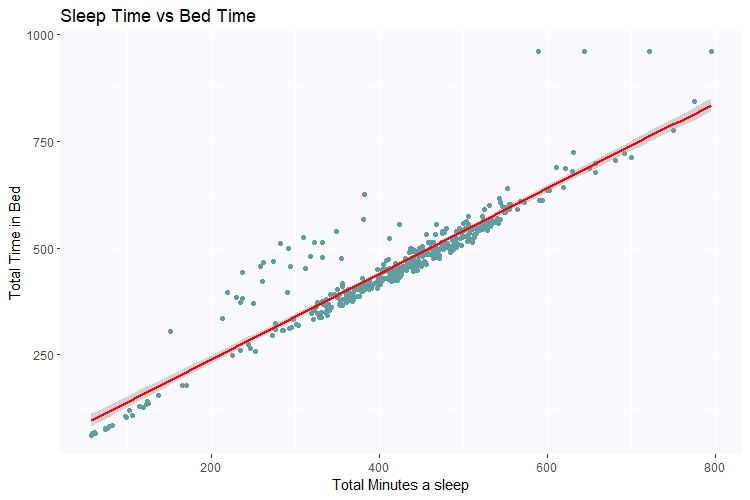 Sleep Time vs Bed Time
1000
750
500
250
Total Time in Bed
200 400 600 800
Total Minutes a sleep